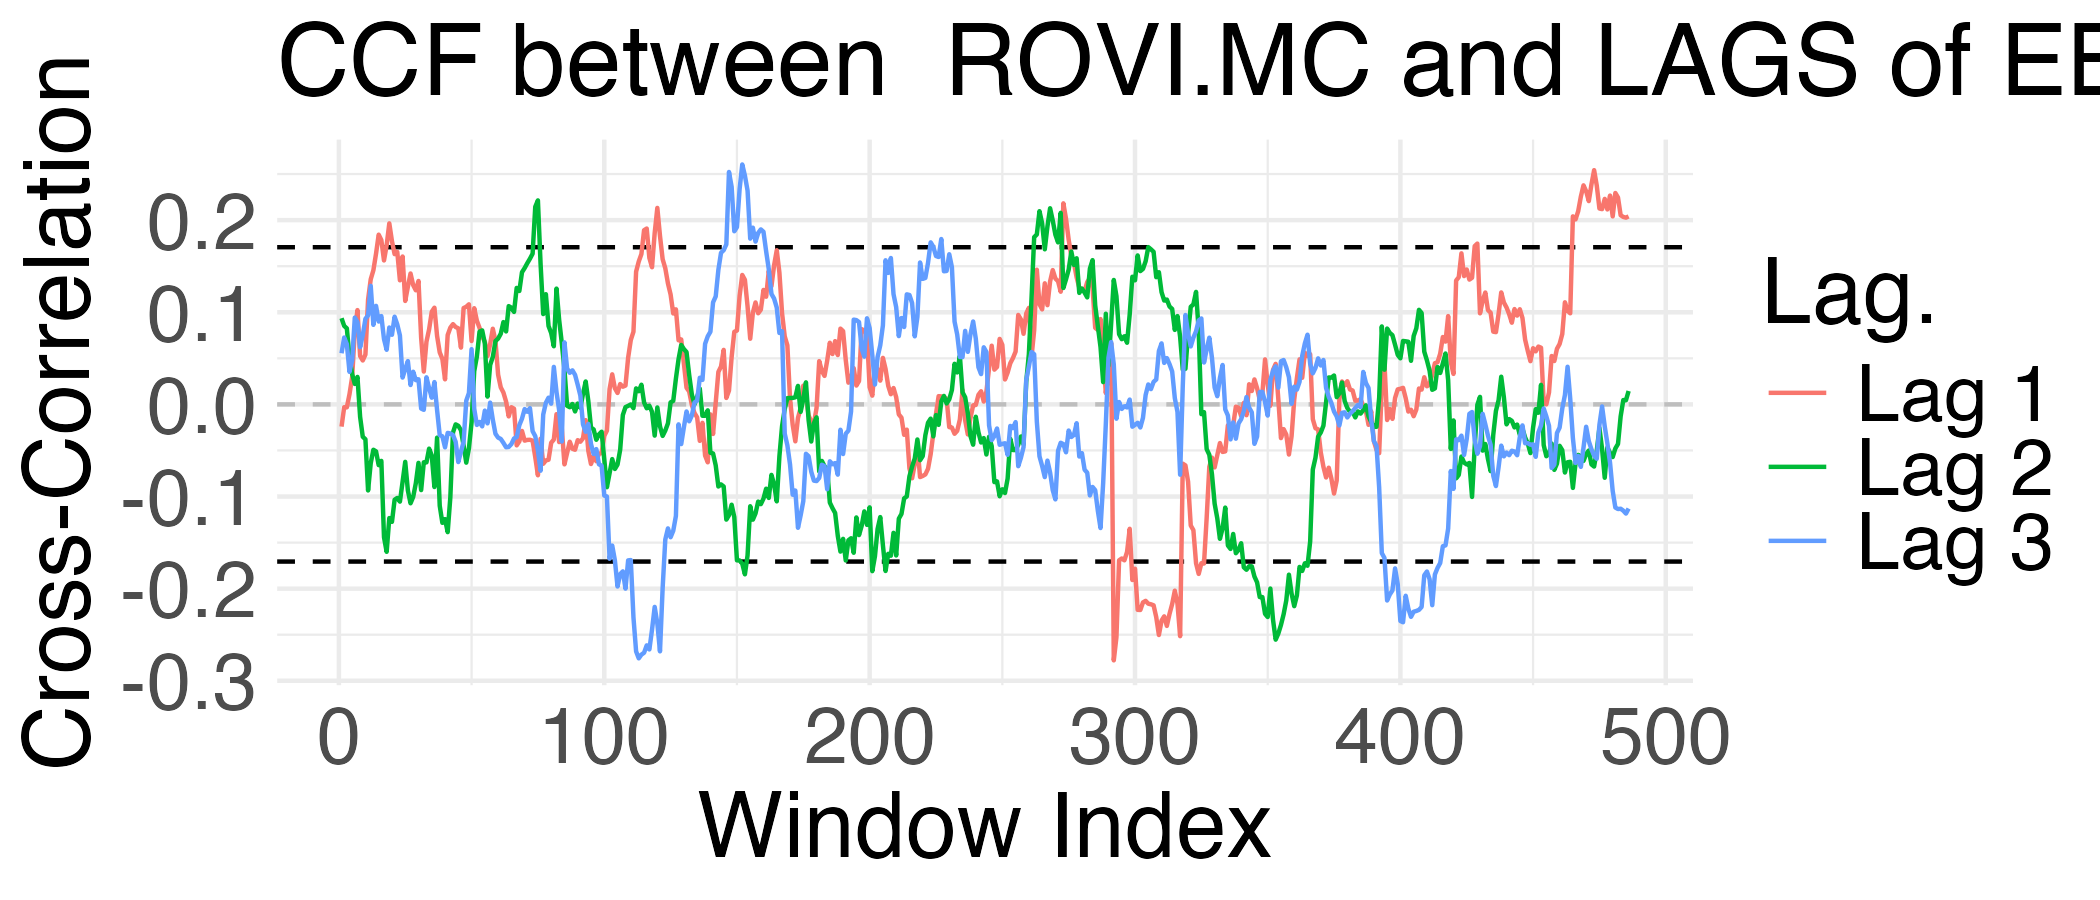 CCF between ROVI.MC and LAGS of
Cross-Correlation
0.2
0.1
0.0
-0.1
-0.2
-0.3
0 100 200 300 400 500
Window Index
Lag.
Lag 1
Lag 2
Lag 3